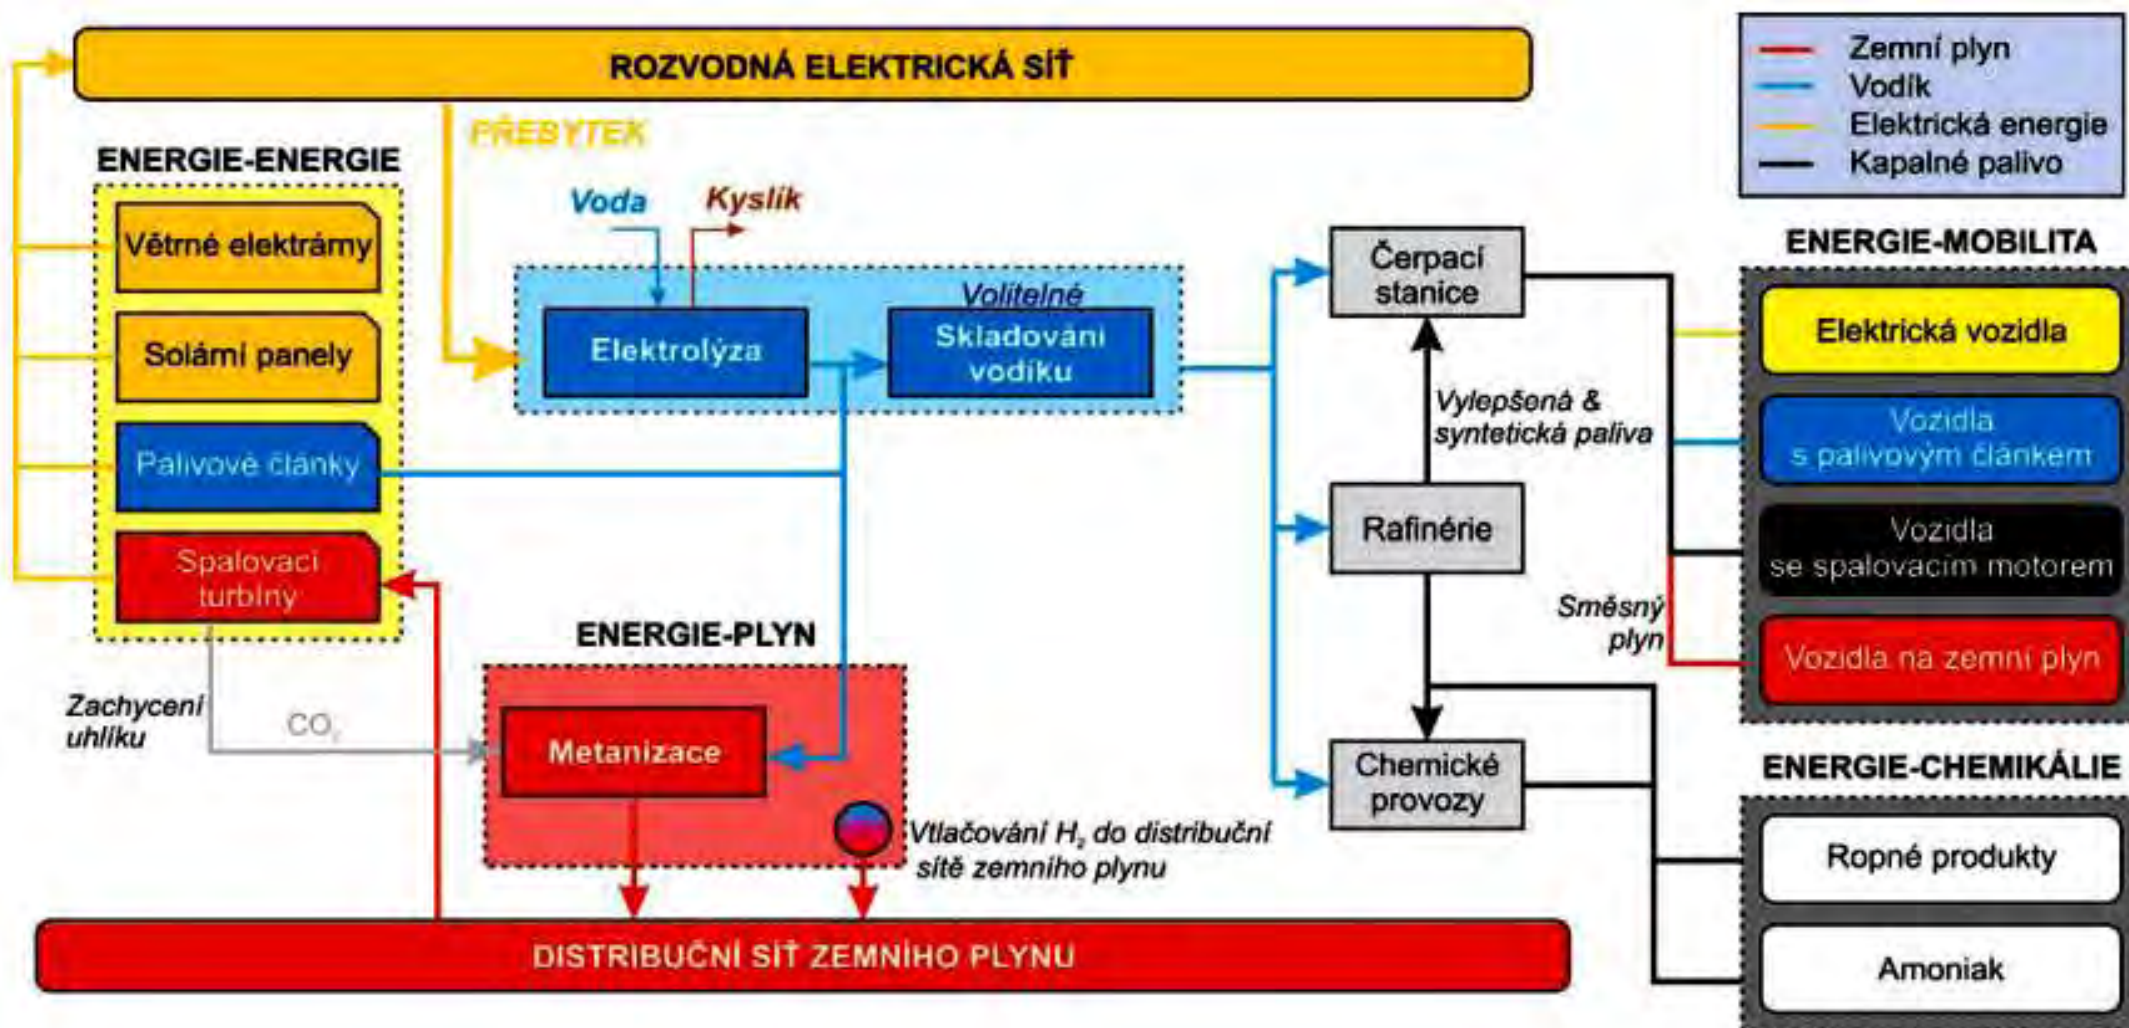 ROZVODNÁ ELEKTRICKÁ SÍŤ
PŘEBYTEK
Zemní plyn
Vodík
Elektrická energie
Kapalné palivo
ENERGIE-ENERGIE
Větrné elektrárny
Solární panely
Palivové články
Spalovací
turbíny
Zachycení
uhlíku
CO₂
Voda
Kyslík
Volitelné
Elektrolýza
Skladování
vodíku
ENERGIE-PLYN
Metanizace
Vtlačování H₂ do distribuční
sítě zemního plynu
DISTRIBUČNÍ SÍŤ ZEMNÍHO PLYNU
Čerpací
stanice
Vylepšená &
syntetická paliva
Rafinérie
Chemické
provozy
Směsný
plyn
ENERGIE-MOBILITA
Elektrická vozidla
Vozidla
s palivovým článkem
Vozidla
se spalovacím motorem
Vozidla na zemní plyn
ENERGIE-CHEMIKÁLIE
Ropné produkty
Amoniak